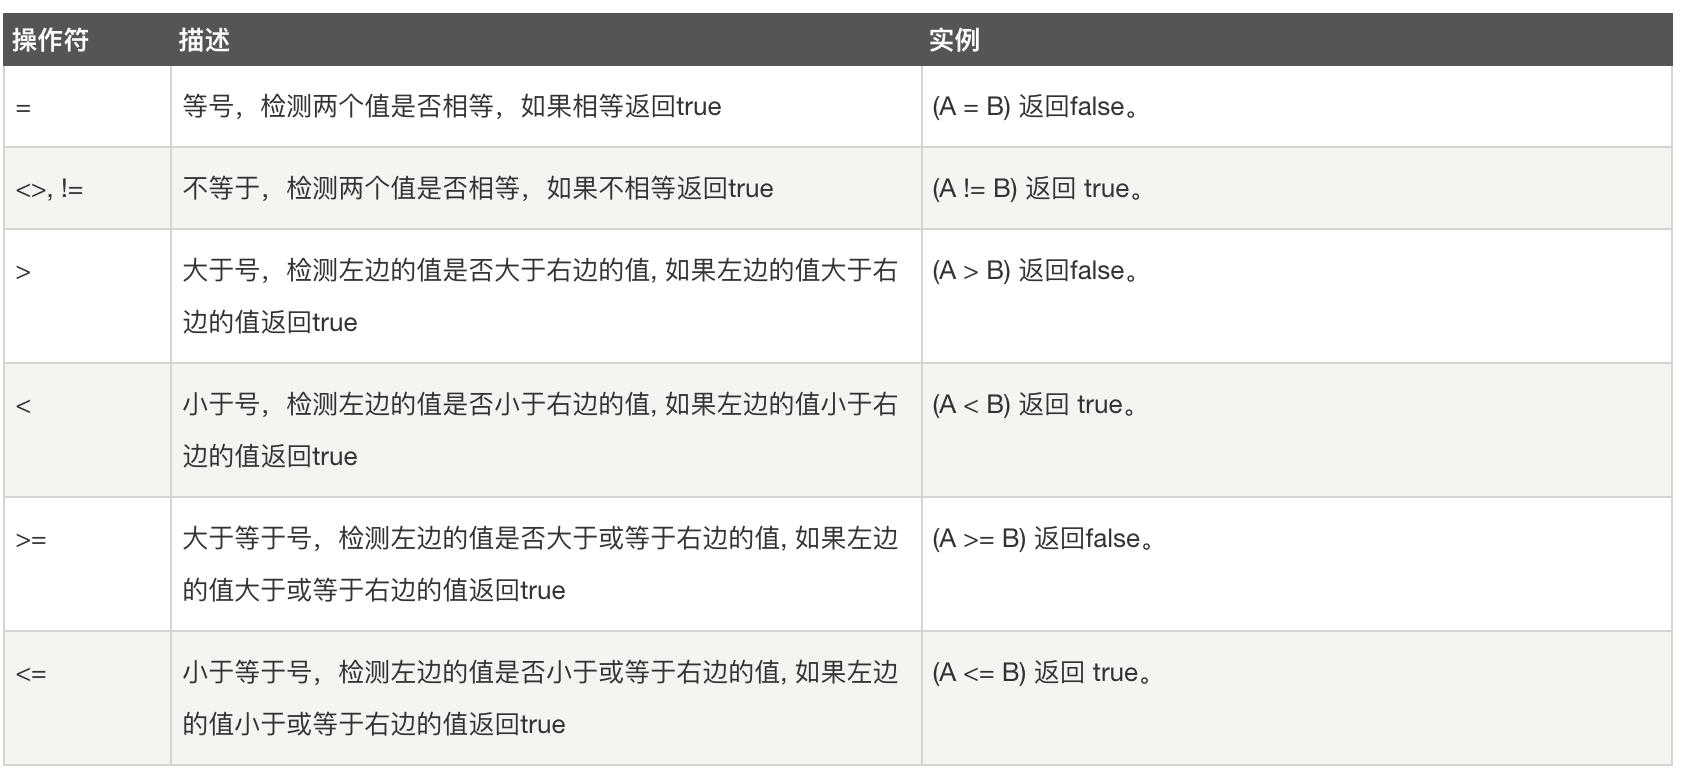 操作符 描述 实例
= 等号，检测两个值是否相等，如果相等返回true (A = B) 返回false。
<>, != 不等于，检测两个值是否相等，如果不相等返回true (A != B) 返回 true。
> 大于号，检测左边的值是否大于右边的值, 如果左边的值大于右 (A > B) 返回false。
边的值返回true
< 小于号，检测左边的值是否小于右边的值, 如果左边的值小于右 (A < B) 返回 true。
边的值返回true
>= 大于等于号，检测左边的值是否大于或等于右边的值, 如果左边 (A >= B) 返回false。
的值大于或等于右边的值返回true
<= 小于等于号，检测左边的值是否小于或等于右边的值, 如果左边 (A <= B) 返回 true。
的值小于或等于右边的值返回true